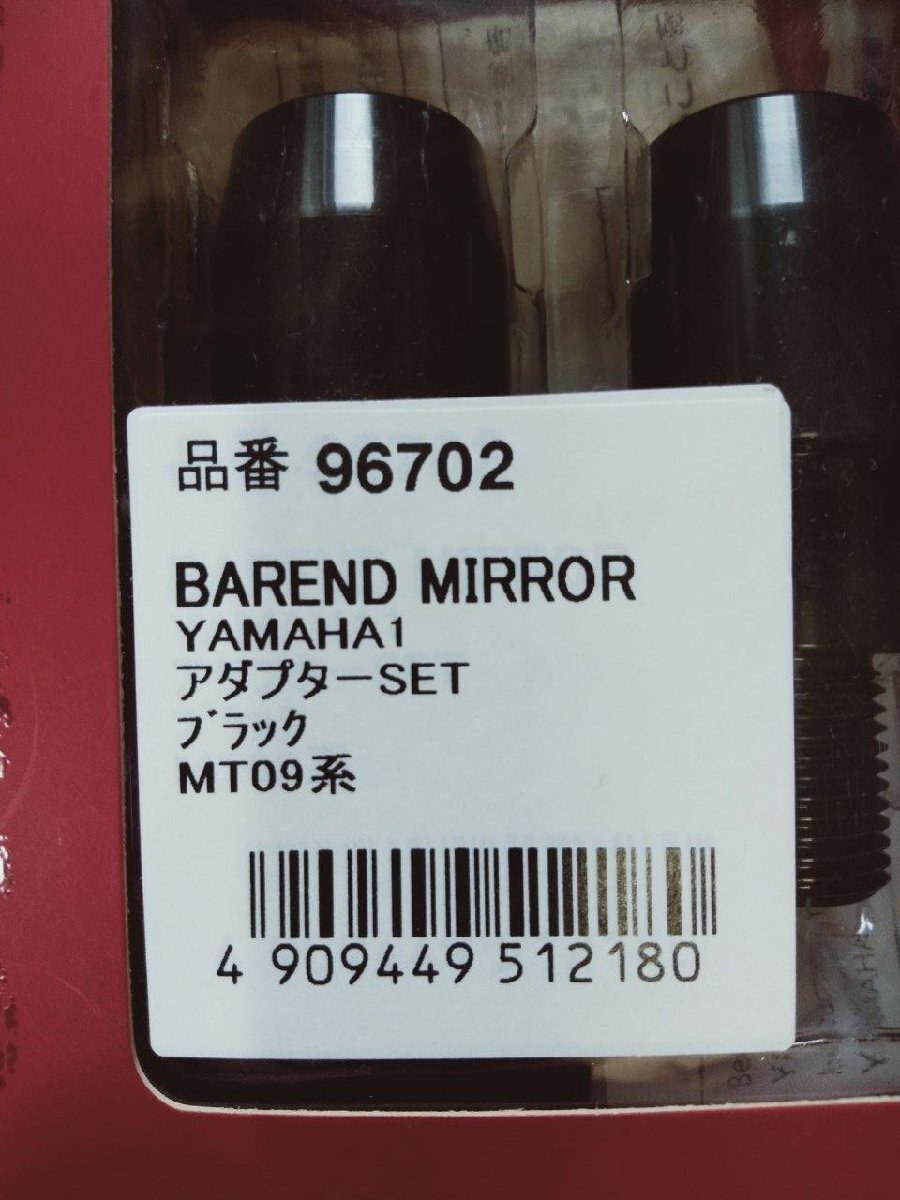 品番 96702
BAREND MIRROR
YAMAHA1
アダプターSET
ブラック
MT09系
4 909449 512180